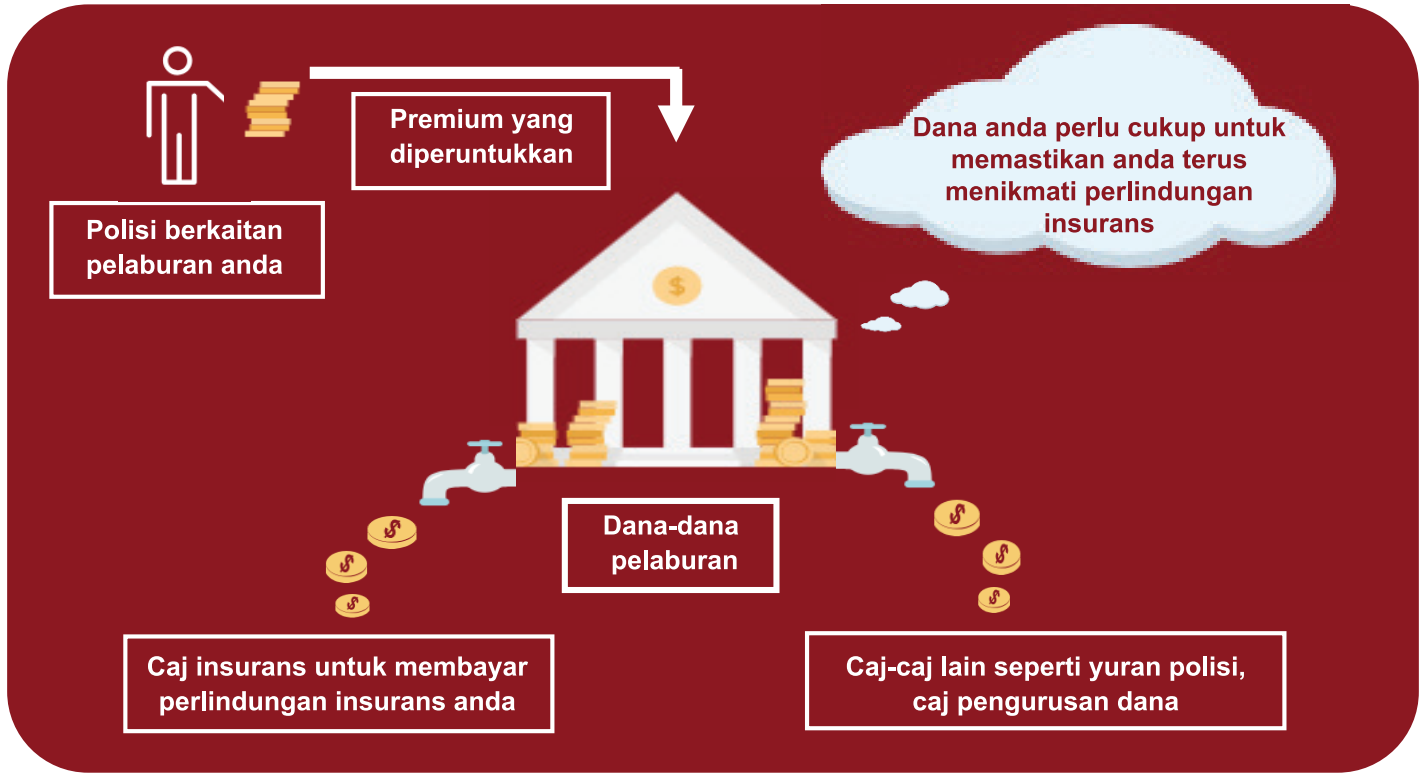 Premium yang
diperuntukkan
Dana anda perlu cukup untuk
memastikan anda terus
menikmati perlindungan
insurans
Polisi berkaitan
pelaburan anda
$
Dana-dana
pelaburan
$
$
$
$
$
$
Caj insurans untuk membayar
perlindungan insurans anda
Caj-caj lain seperti yuran polisi,
caj pengurusan dana